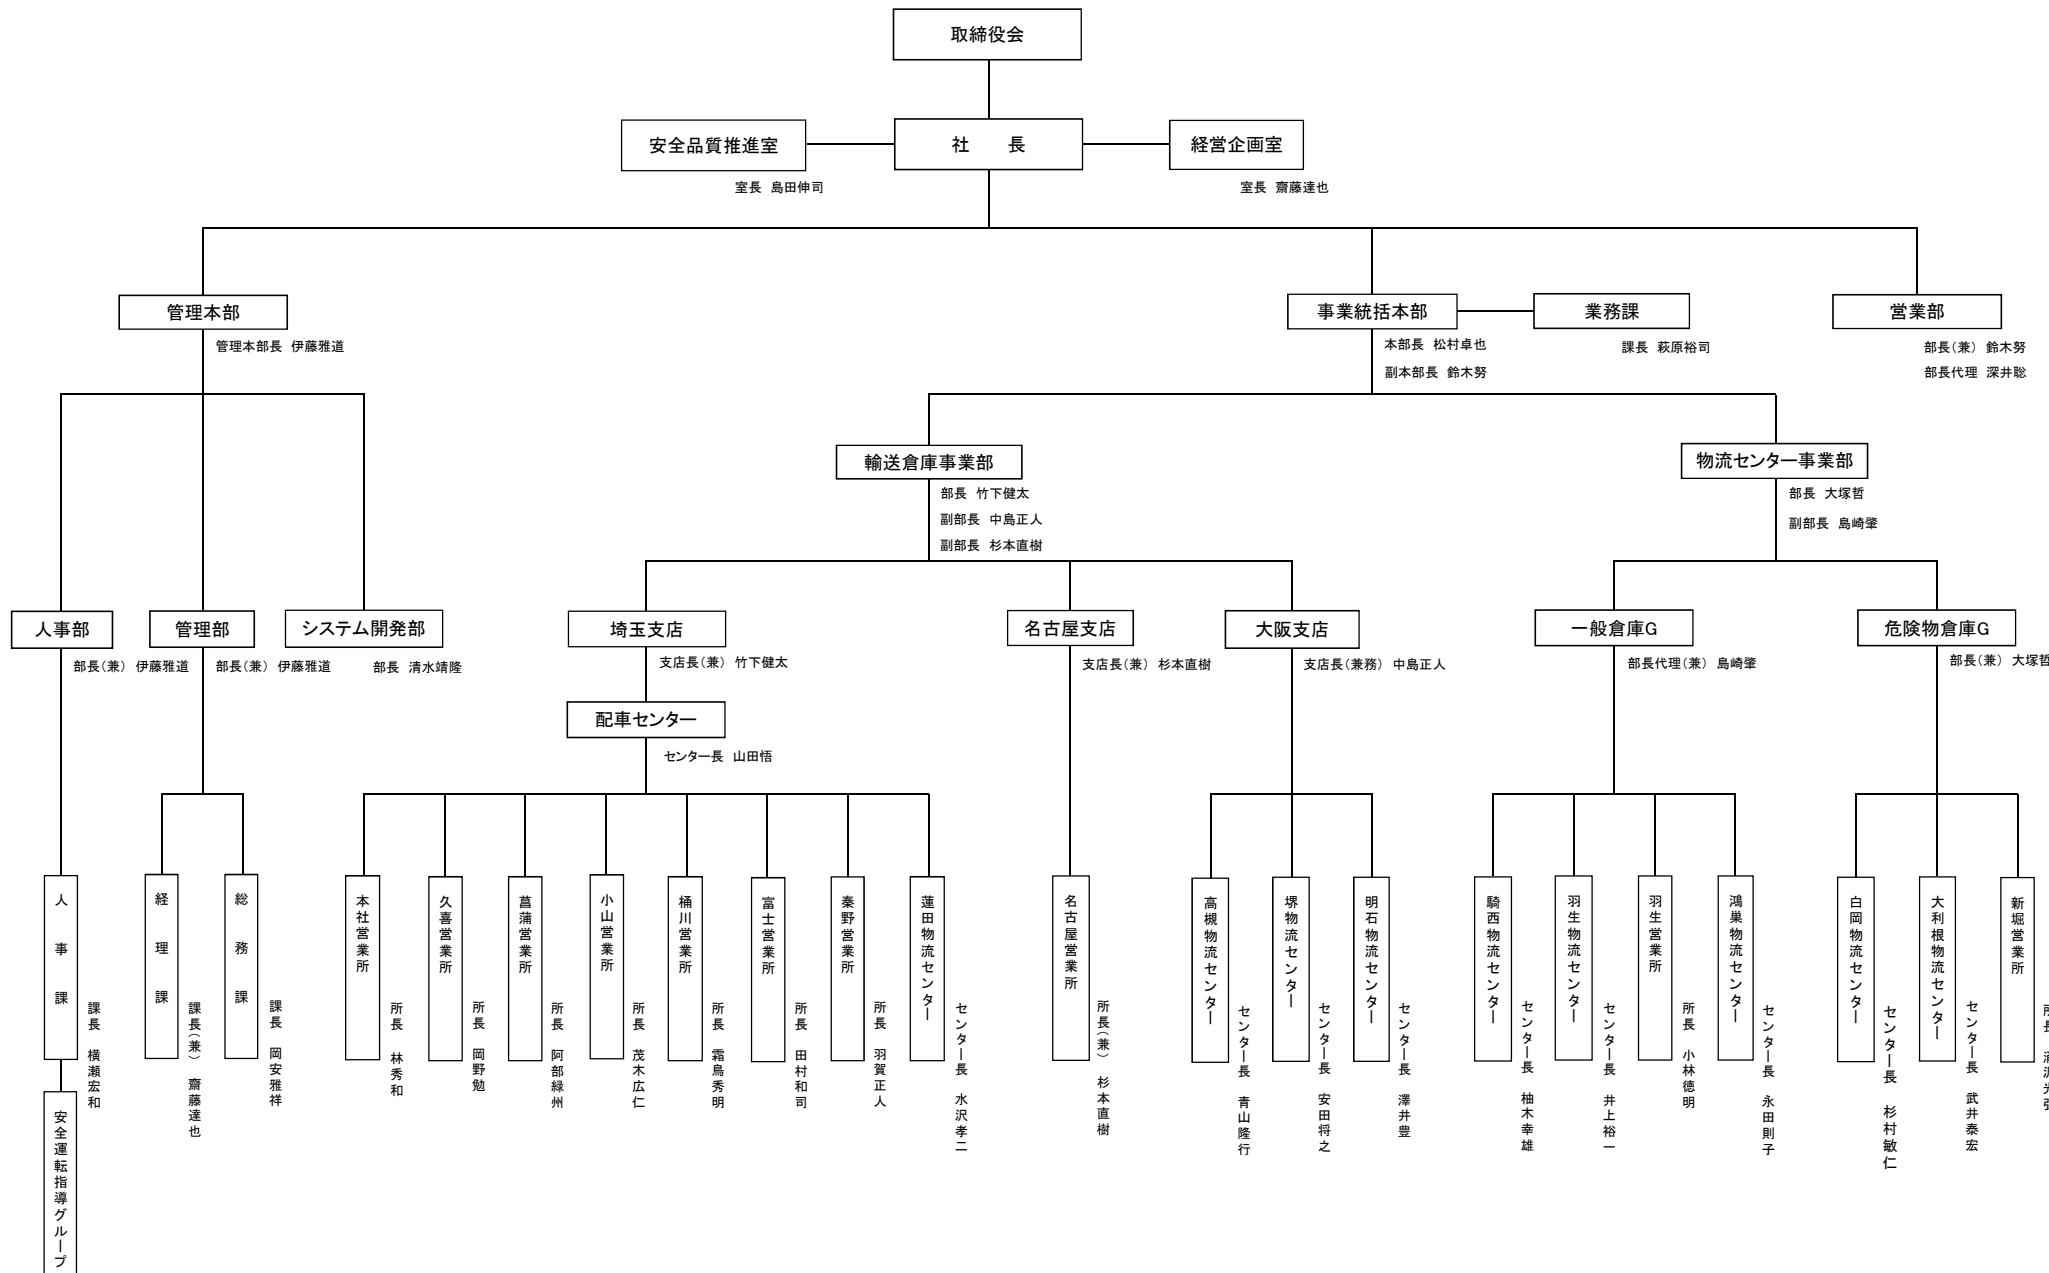 取締役会
安全品質推進室
社　長
経営企画室
室長 島田伸司
室長 齋藤達也
管理本部
事業統括本部
業務課
営業部
管理本部長 伊藤雅道
本部長 松村卓也
副本部長 鈴木努
課長 萩原裕司
部長(兼) 鈴木努
部長代理 深井聡
輸送倉庫事業部
物流センター事業部
部長 竹下健太
副部長 中島正人
副部長 杉本直樹
部長 大塚哲
副部長 島崎肇
人事部
管理部
システム開発部
埼玉支店
名古屋支店
大阪支店
一般倉庫G
危険物倉庫G
部長(兼) 伊藤雅道
部長(兼) 伊藤雅道
部長 清水靖隆
支店長(兼) 竹下健太
支店長(兼) 杉本直樹
支店長(兼務) 中島正人
部長代理(兼) 島崎肇
部長(兼) 大塚哲
配車センター
センター長 山田悟
人事課
課長 横瀬宏和
経理課
課長(兼) 齋藤達也
総務課
課長 岡安雅祥
本社営業所
所長 林秀和
久喜営業所
所長 岡野勉
菖蒲営業所
所長 阿部緑州
小山営業所
所長 茂木広仁
桶川営業所
所長 霜鳥秀明
富士営業所
所長 田村和司
秦野営業所
所長 羽賀正人
蓮田物流センター
センター長 水沢孝二
名古屋営業所
所長(兼) 杉本直樹
高槻物流センター
センター長 青山隆行
堺物流センター
センター長 安田将之
明石物流センター
センター長 澤井豊
騎西物流センター
センター長 柚木幸雄
羽生物流センター
センター長 井上裕一
羽生営業所
所長 小林徳明
鴻巣物流センター
センター長 永田則子
白岡物流センター
センター長 杉村敏仁
大利根物流センター
センター長 武井泰宏
新堀営業所
所長
安全運転指導グループ